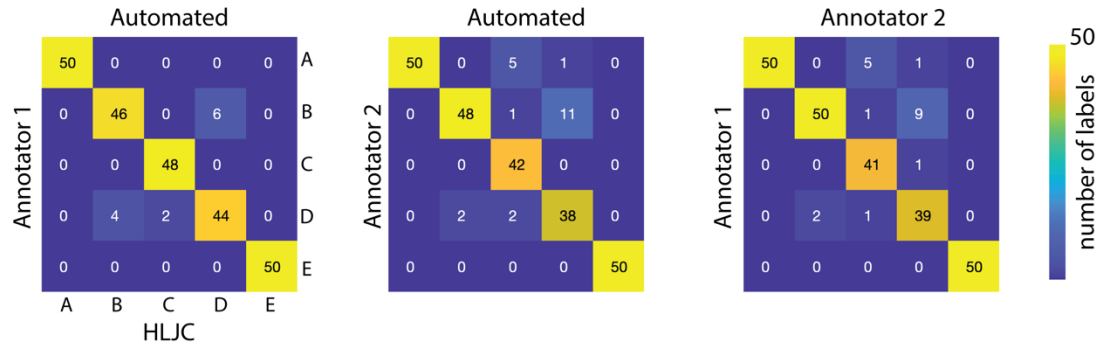 Automated Automated Annotator 2
50 0 0 0 0 A 50 0 5 1 0 50 0 5 1 0 50
0 46 0 6 0 B 0 48 1 11 0 0 50 1 9 0
Annotator 1 0 0 48 0 0 C Annotator 2 0 0 42 0 0 Annotator 1 0 0 41 1 0 number of labels
0 4 2 44 0 D 0 2 2 38 0 0 2 1 39 0
0 0 0 0 50 E 0 0 0 0 50 0 0 0 0 50
A B C D E
HLJC